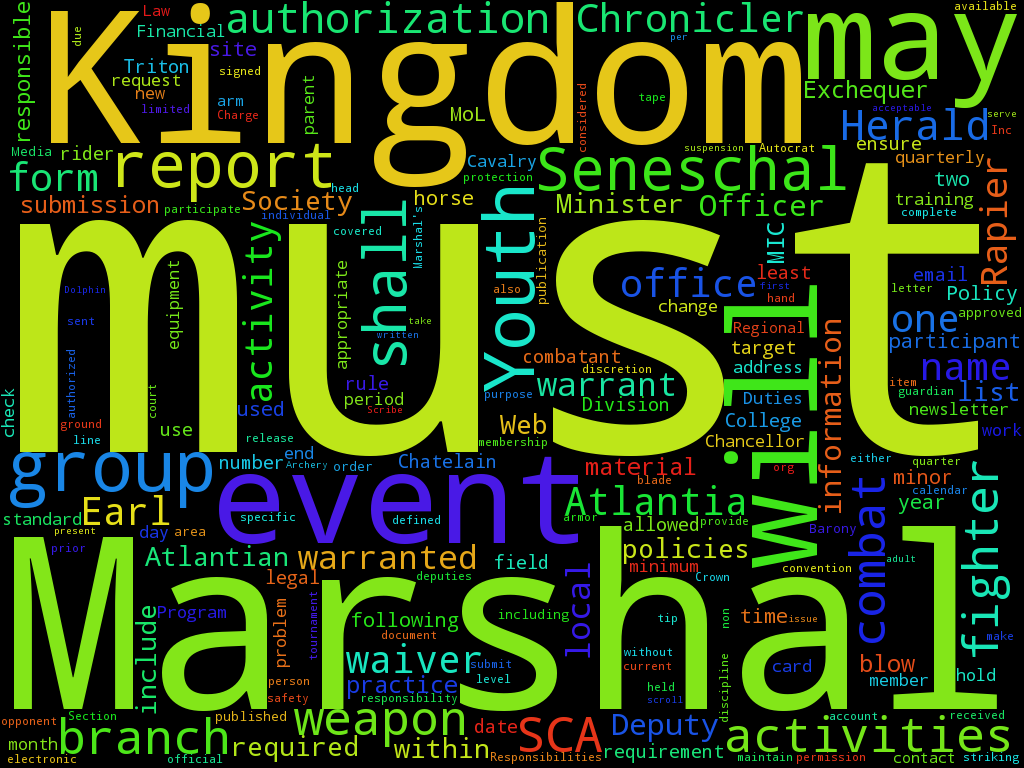 Kingdom
may
must
Marshal
event
Will
authorization
Chronicler
Law
Financial
responsible
due
site
Triton
signed
request
new
limited
arm
Charge
parent
MoL
tape
per
considered
available
Exchequer
acceptable
serve
Herald
Inc
ensure
Media
rider
report
form
Cavalry
protection
Seneschal
suspension
Autocrat
quarterly
two
training
Rapier
submission
participate
Society
individual
head
covered
horse
Marshal's
Youth
Minister
Officer
complete
MIC
publication
activity
shall
equipment
appropriate
Dolphin
sent
authorized
also
take
written
office
change
least
first
hand
email
letter
Policy
approved
Regional
target
one
participant
information
combatant
discretion
warrant
purpose
Division
address
Duties
College
Chancellor
name
item
guardian
list
newsletter
work
check
ground
line
court
use
used
rule
period
Scribe
release
Web
membership
group
number
end
Archery
order
Chatelain
material
blade
org
either
quarter
minor
calendar
year
standard
Earl
day
area
present
prior
specific
defined
Atlantia
armor
allowed
provide
Barony
combat
fighter
policies
minimum
Crown
convention
adult
Atlantian
warranted
field
legal
deputies
local
include
Program
problem
tournament
following
document
including
waiver
submit
level
practice
responsibility
person
safety
tip
without
current
held
scroll
non
discipline
time
issue
card
blow
member
make
hold
opponent
Section
published
weapon
date
SCA
Deputy
requirement
activities
account
received
month
branch
required
within
Responsibilities
electronic
official
maintain
permission
contact
striking